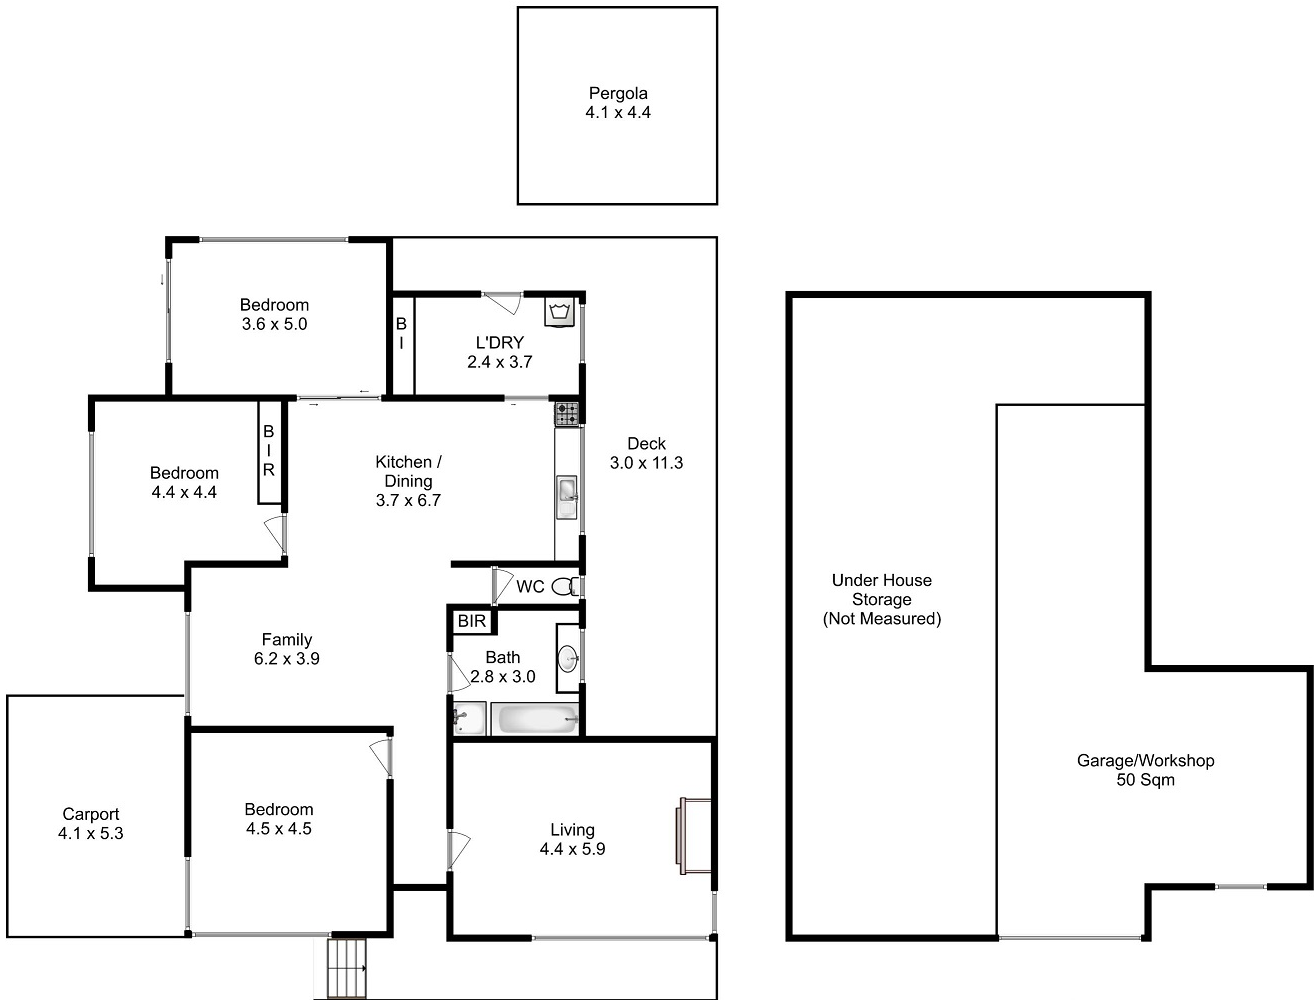 Pergola
4.1 x 4.4
Bedroom
3.6 x 5.0
B
I
L'DRY
2.4 x 3.7
Bedroom
4.4 x 4.4
B
I
R
Kitchen /
Dining
3.7 x 6.7
Deck
3.0 x 11.3
WC
BIR
Bath
2.8 x 3.0
Family
6.2 x 3.9
Carport
4.1 x 5.3
Bedroom
4.5 x 4.5
Living
4.4 x 5.9
Under House
Storage
(Not Measured)
Garage/Workshop
50 Sqm